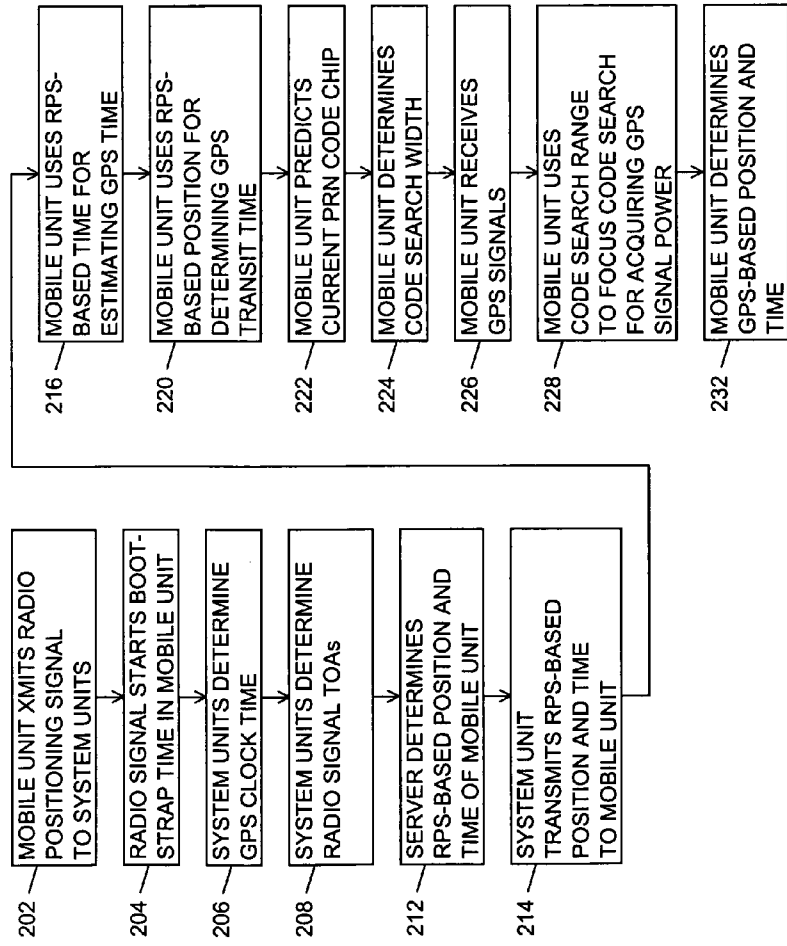 202
MOBILE UNIT XMITS RADIO
POSITIONING SIGNAL
TO SYSTEM UNITS
204
RADIO SIGNAL STARTS BOOT-
STRAP TIME IN MOBILE UNIT
206
SYSTEM UNITS DETERMINE
GPS CLOCK TIME
208
SYSTEM UNITS DETERMINE
RADIO SIGNAL TOAs
212
SERVER DETERMINES
RPS-BASED POSITION AND
TIME OF MOBILE UNIT
214
SYSTEM UNIT
TRANSMITS RPS-BASED
POSITION AND TIME
TO MOBILE UNIT
216
MOBILE UNIT USES RPS-
BASED TIME FOR
ESTIMATING GPS TIME
220
MOBILE UNIT USES RPS-
BASED POSITION FOR
DETERMINING GPS
TRANSIT TIME
222
MOBILE UNIT PREDICTS
CURRENT PRN CODE CHIP
224
MOBILE UNIT DETERMINES
CODE SEARCH WIDTH
226
MOBILE UNIT RECEIVES
GPS SIGNALS
228
MOBILE UNIT USES
CODE SEARCH RANGE
TO FOCUS CODE SEARCH
FOR ACQUIRING GPS
SIGNAL POWER
232
MOBILE UNIT DETERMINES
GPS-BASED POSITION AND
TIME